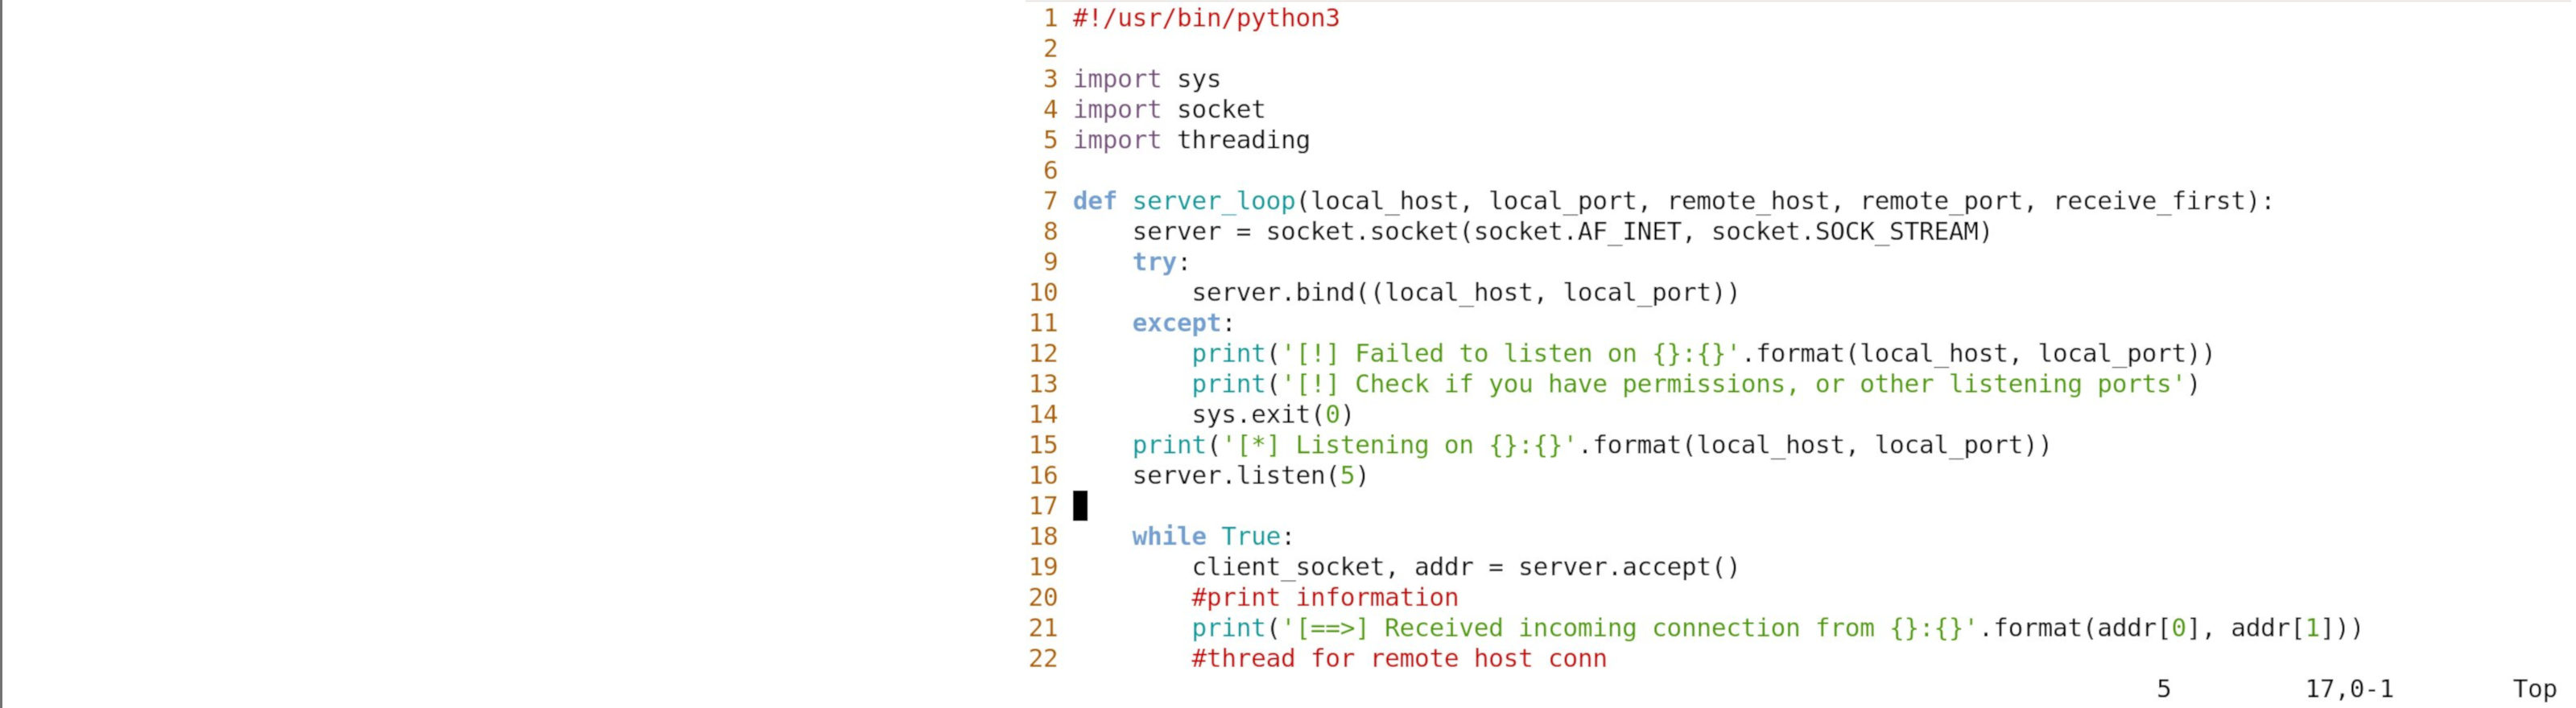 1 #!/usr/bin/python3
2
3 import sys
4 import socket
5 import threading
6
7 def server_loop(local_host, local_port, remote_host, remote_port, receive_first):
8     server = socket.socket(socket.AF_INET, socket.SOCK_STREAM)
9     try:
10         server.bind((local_host, local_port))
11     except:
12         print('[!] Failed to listen on {}:{}'.format(local_host, local_port))
13         print('[!] Check if you have permissions, or other listening ports')
14         sys.exit(0)
15     print('[*] Listening on {}:{}'.format(local_host, local_port))
16     server.listen(5)
17
18     while True:
19         client_socket, addr = server.accept()
20         #print information
21         print('[==>] Received incoming connection from {}:{}'.format(addr[0], addr[1]))
22         #thread for remote host conn
5 17,0-1 Top